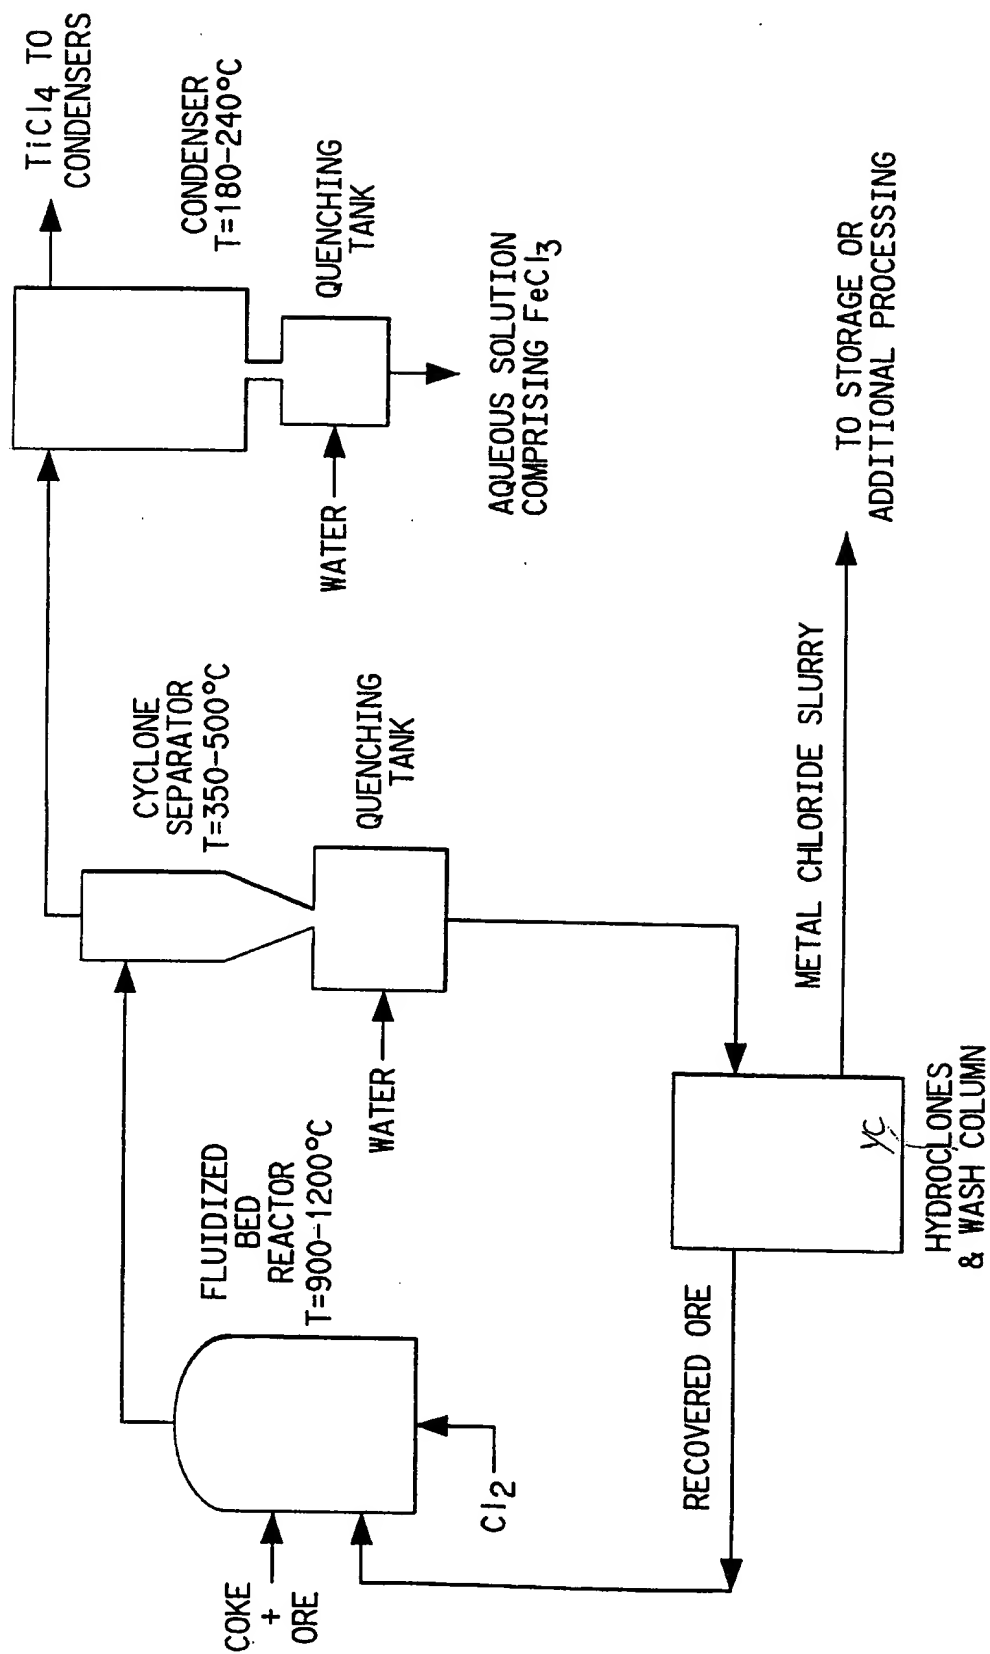 COKE
+
ORE
Cl2
FLUIDIZED
BED
REACTOR
T=900-1200°C
CYCLONE
SEPARATOR
T=350-500°C
WATER
QUENCHING
TANK
TiCl4 TO
CONDENSERS
CONDENSER
T=180-240°C
WATER
QUENCHING
TANK
AQUEOUS SOLUTION
COMPRISING FeCl3
RECOVERED ORE
HYDROCLONES
& WASH COLUMN
METAL CHLORIDE SLURRY
TO STORAGE OR
ADDITIONAL PROCESSING